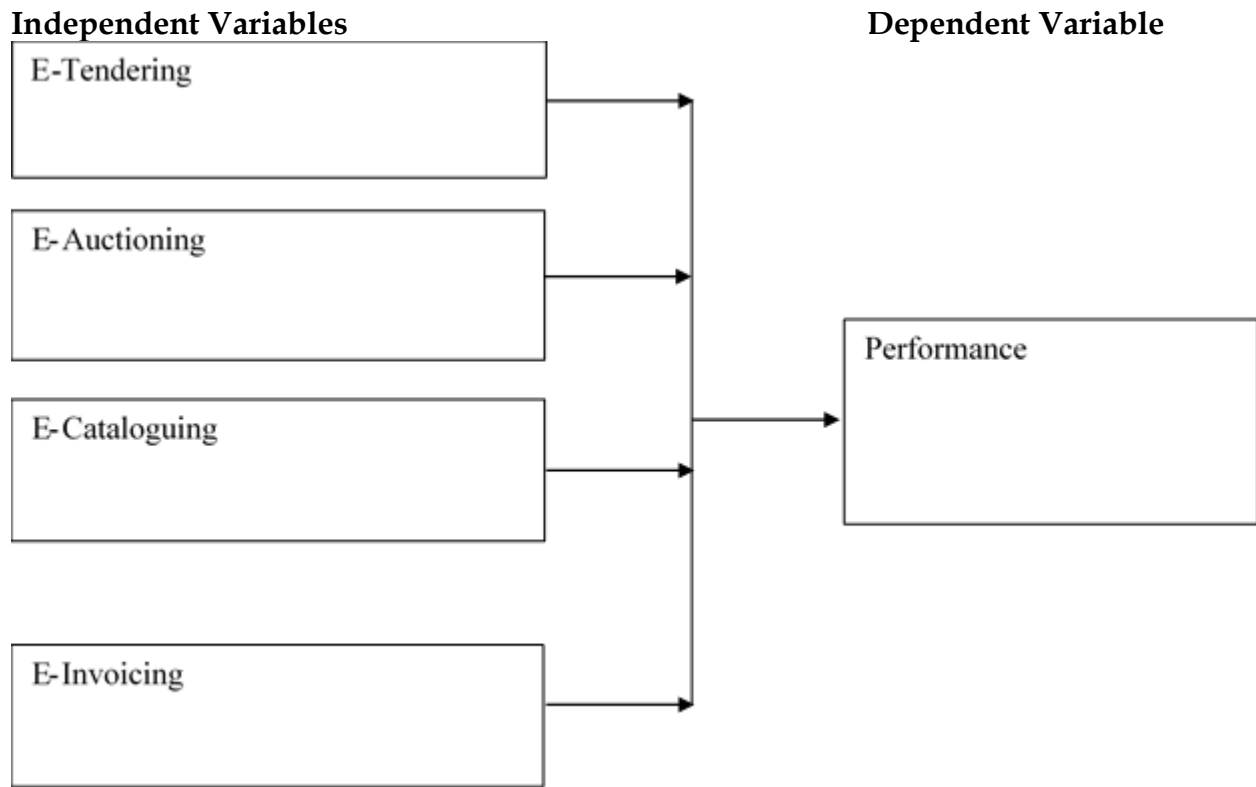 Independent Variables Dependent Variable
E-Tendering
E-Auctioning
Performance
E-Cataloguing
E-Invoicing